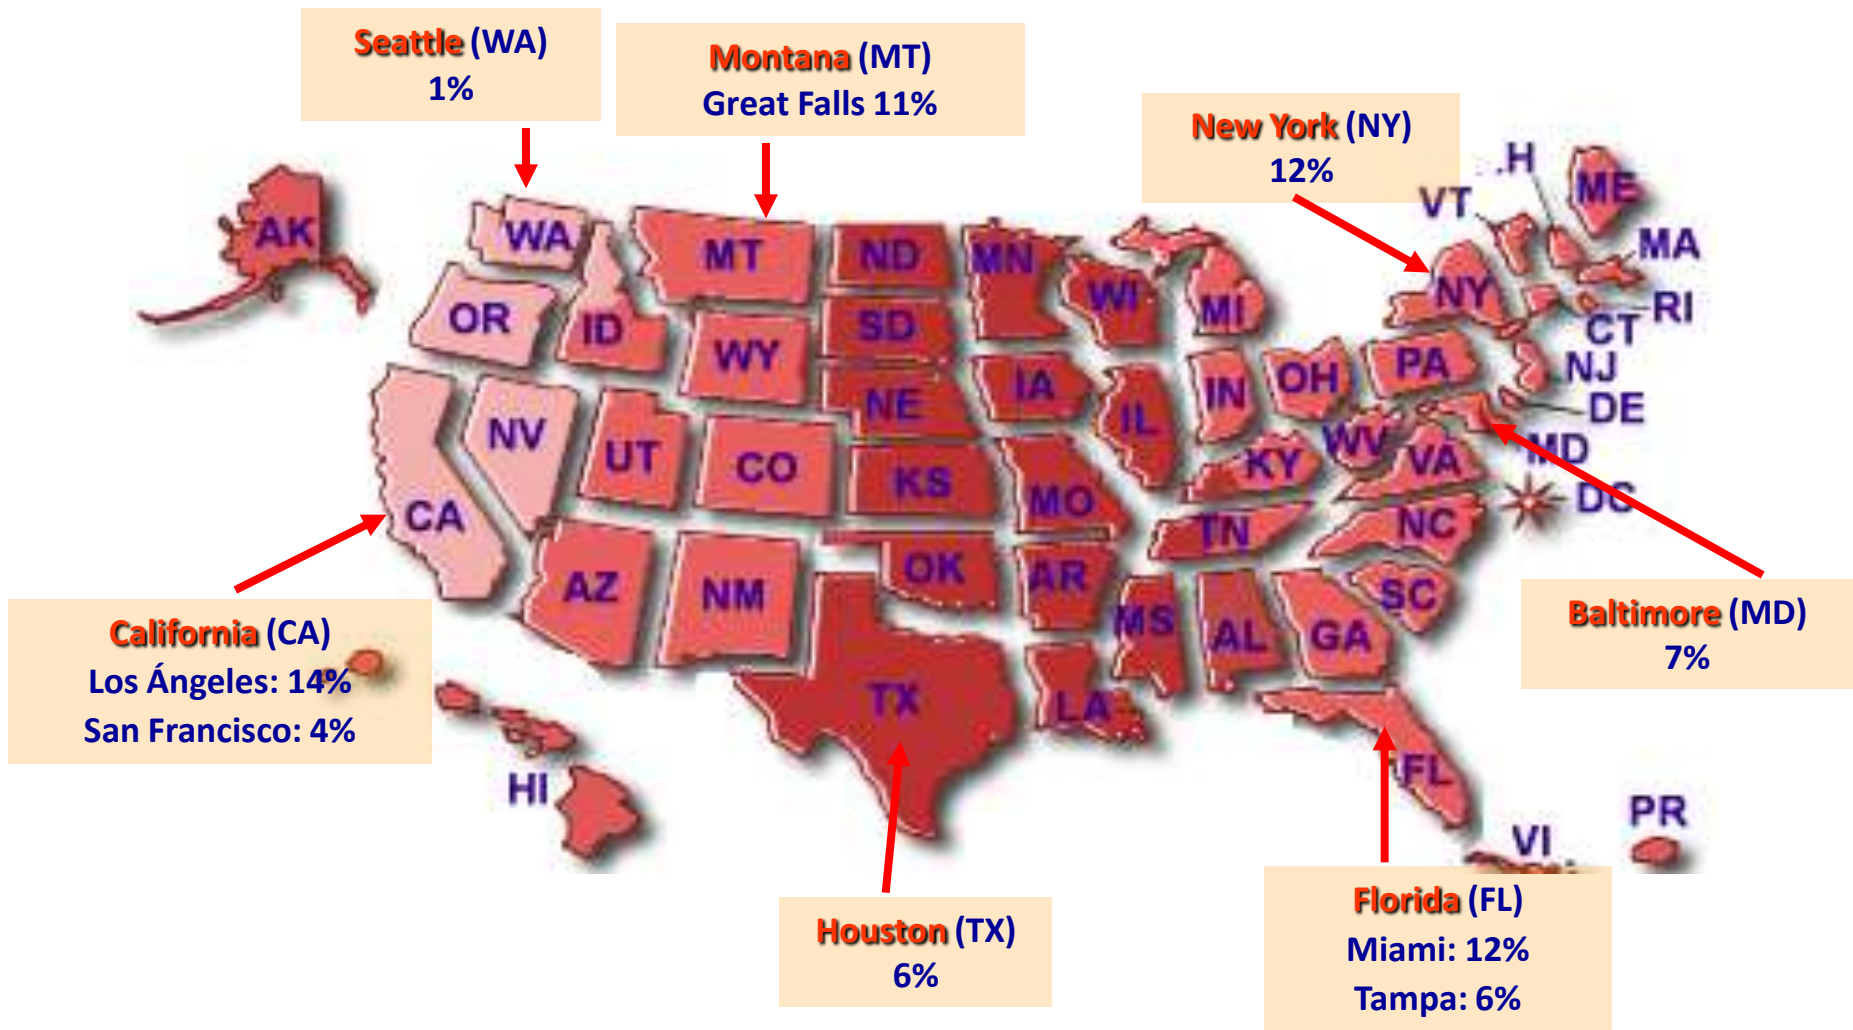 Seattle (WA)
1%
Montana (MT)
Great Falls 11%
New York (NY)
12%
H
VT
ME
MA
AK
WA
MT
ND
MN
WI
MI
NY
RI
CT
OR
ID
WY
SD
IA
IN
OH
PA
NJ
DE
NV
UT
CO
NE
KS
IL
MO
KY
WV
VA
MD
DC
CA
AZ
NM
OK
AR
TN
NC
SC
MS
AL
GA
TX
LA
FL
HI
VI
PR
California (CA)
Los Ángeles: 14%
San Francisco: 4%
Baltimore (MD)
7%
Houston (TX)
6%
Florida (FL)
Miami: 12%
Tampa: 6%